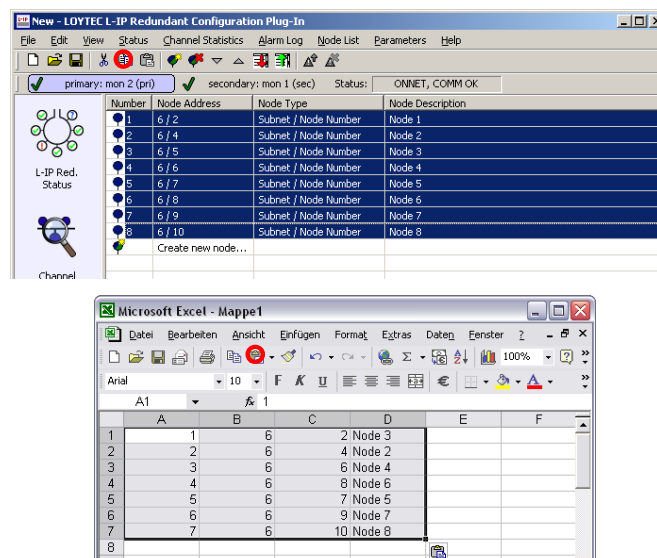 New - LOYTEC L-IP Redundant Configuration Plug-In
File Edit View Status Channel Statistics Alarm Log Node List Parameters Help
primary: mon 2 (pri) secondary: mon 1 (sec) Status: ONNET, COMM OK
Number Node Address Node Type Node Description
1 6 / 2 Subnet / Node Number Node 1
2 6 / 4 Subnet / Node Number Node 2
3 6 / 5 Subnet / Node Number Node 3
4 6 / 6 Subnet / Node Number Node 4
5 6 / 7 Subnet / Node Number Node 5
6 6 / 8 Subnet / Node Number Node 6
7 6 / 9 Subnet / Node Number Node 7
8 6 / 10 Subnet / Node Number Node 8
Create new node...
L-IP Red.
Status
Channel
Microsoft Excel - Mappe1
Datei Bearbeiten Ansicht Einfügen Format Extras Daten Fenster ?
100%
Arial 10 F K U €
A1 fx 1
A B C D E F
1 1 6 2 Node 3
2 2 6 4 Node 2
3 3 6 6 Node 4
4 4 6 8 Node 6
5 5 6 7 Node 5
6 6 6 9 Node 7
7 7 6 10 Node 8
8